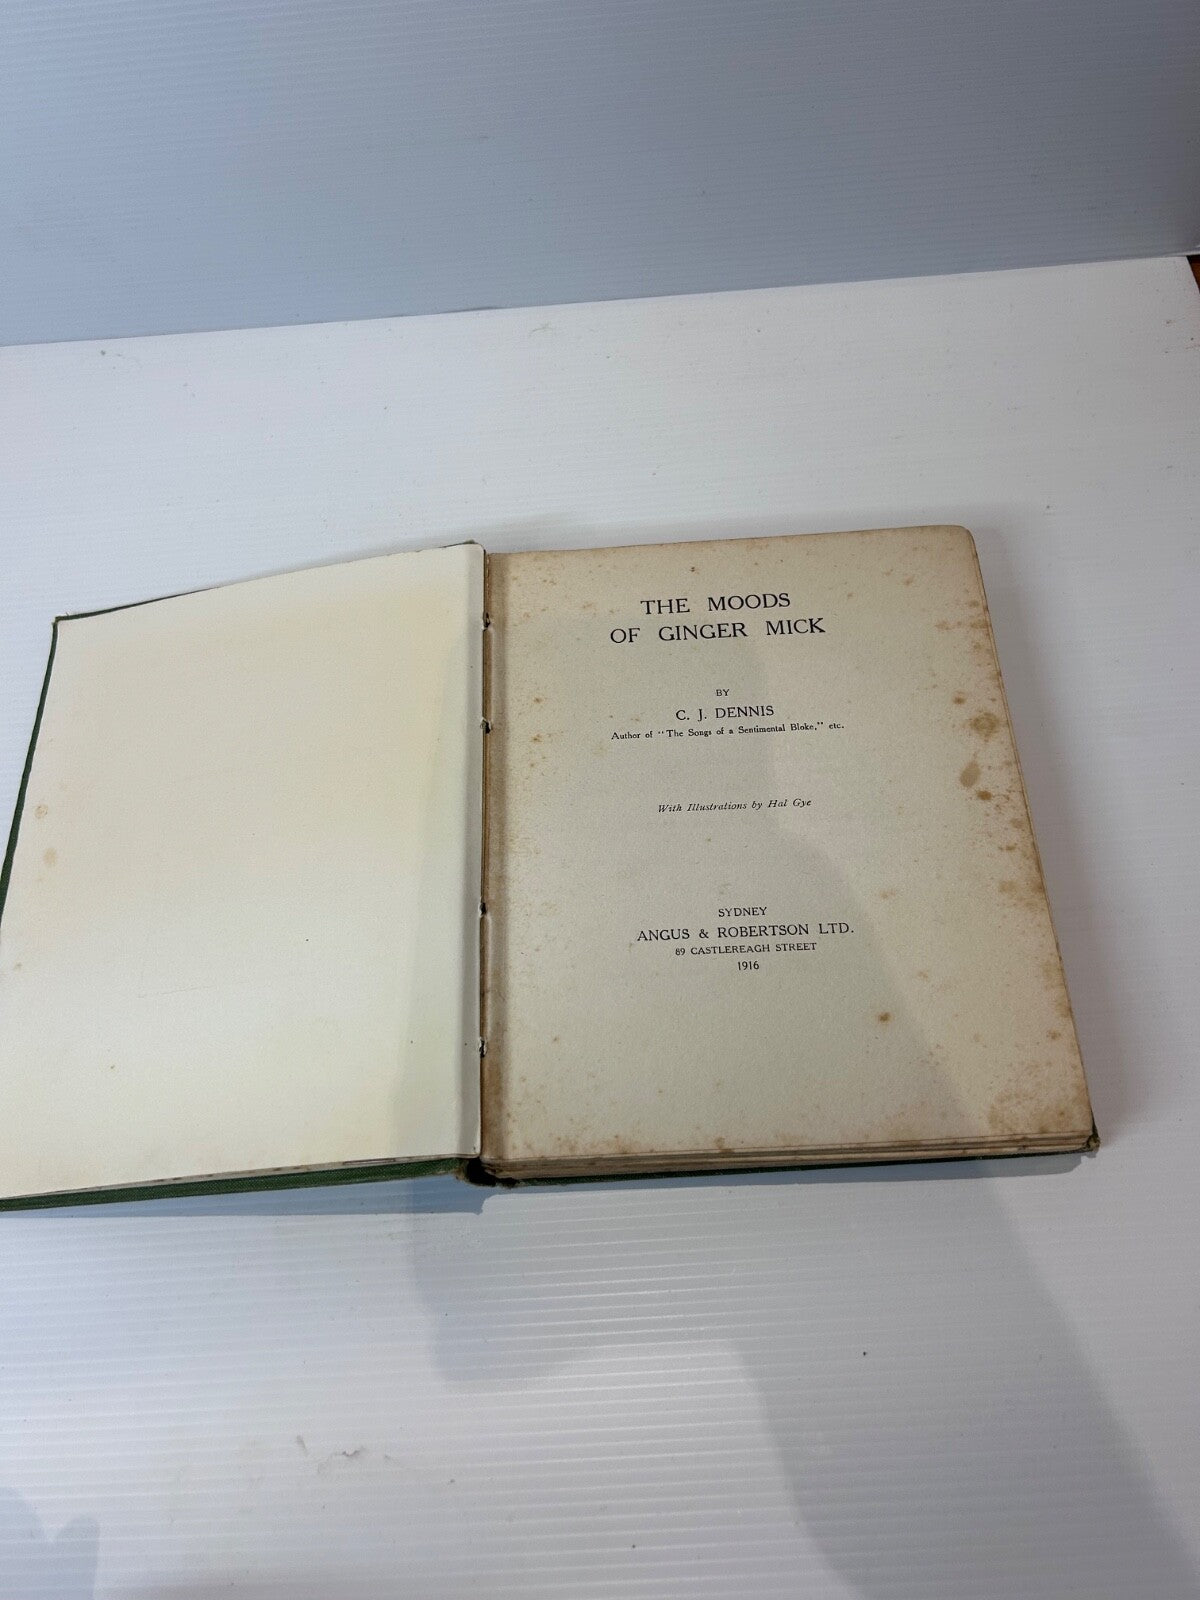 THE MOODS
OF GINGER MICK
BY
C. J. DENNIS
Author of "The Songs of a Sentimental Bloke," etc.
With Illustrations by Hal Gye
SYDNEY
ANGUS & ROBERTSON LTD.
89 CASTLEREAGH STREET
1916